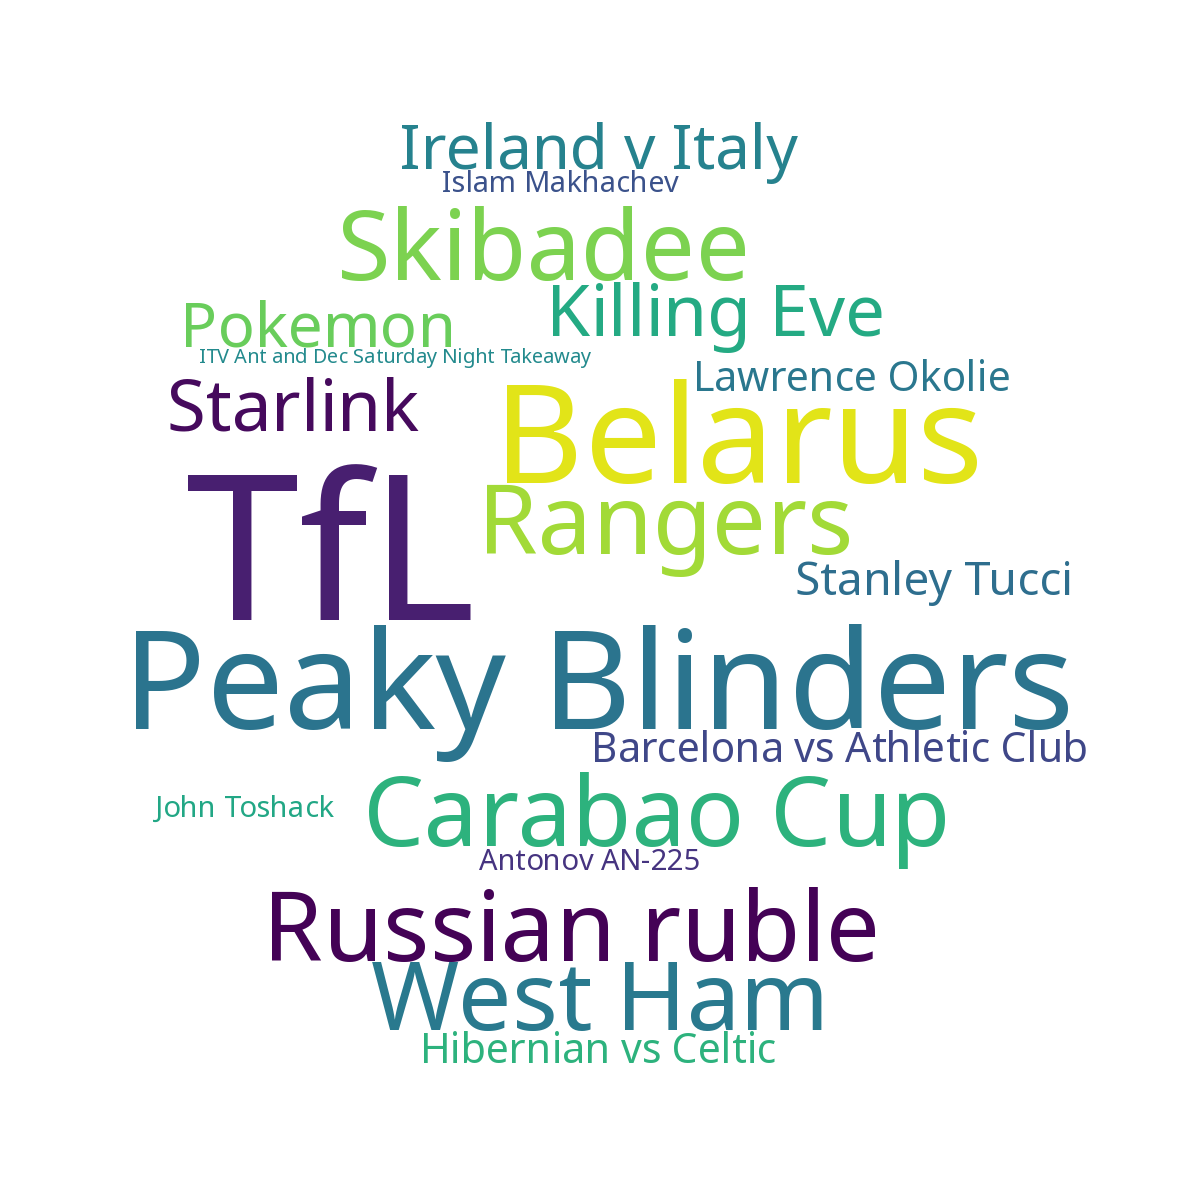 Ireland v Italy
Islam Makhachev
Skibadee
Killing Eve
Pokemon
ITV Ant and Dec Saturday Night Takeaway
Lawrence Okolie
Starlink
Belarus
TfL
Rangers
Stanley Tucci
Peaky Blinders
Barcelona vs Athletic Club
Carabao Cup
John Toshack
Antonov AN-225
Russian ruble
West Ham
Hibernian vs Celtic